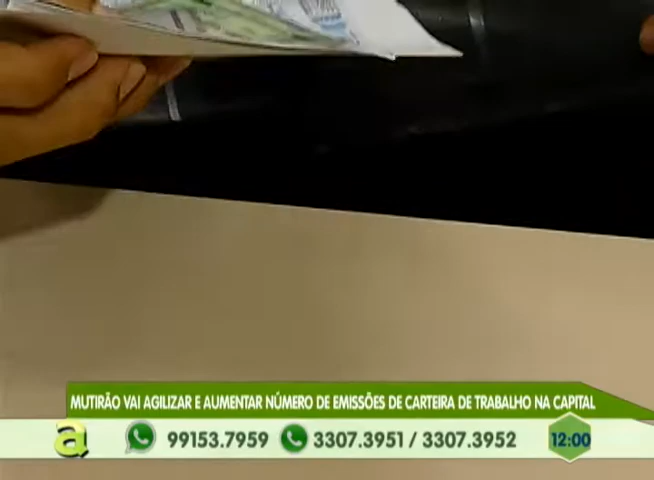 MUTIRÃO VAI AGILIZAR E AUMENTAR NÚMERO DE EMISSÕES DE CARTEIRA DE TRABALHO NA CAPITAL
a 99153.7959 3307.3951 / 3307.3952 12:00